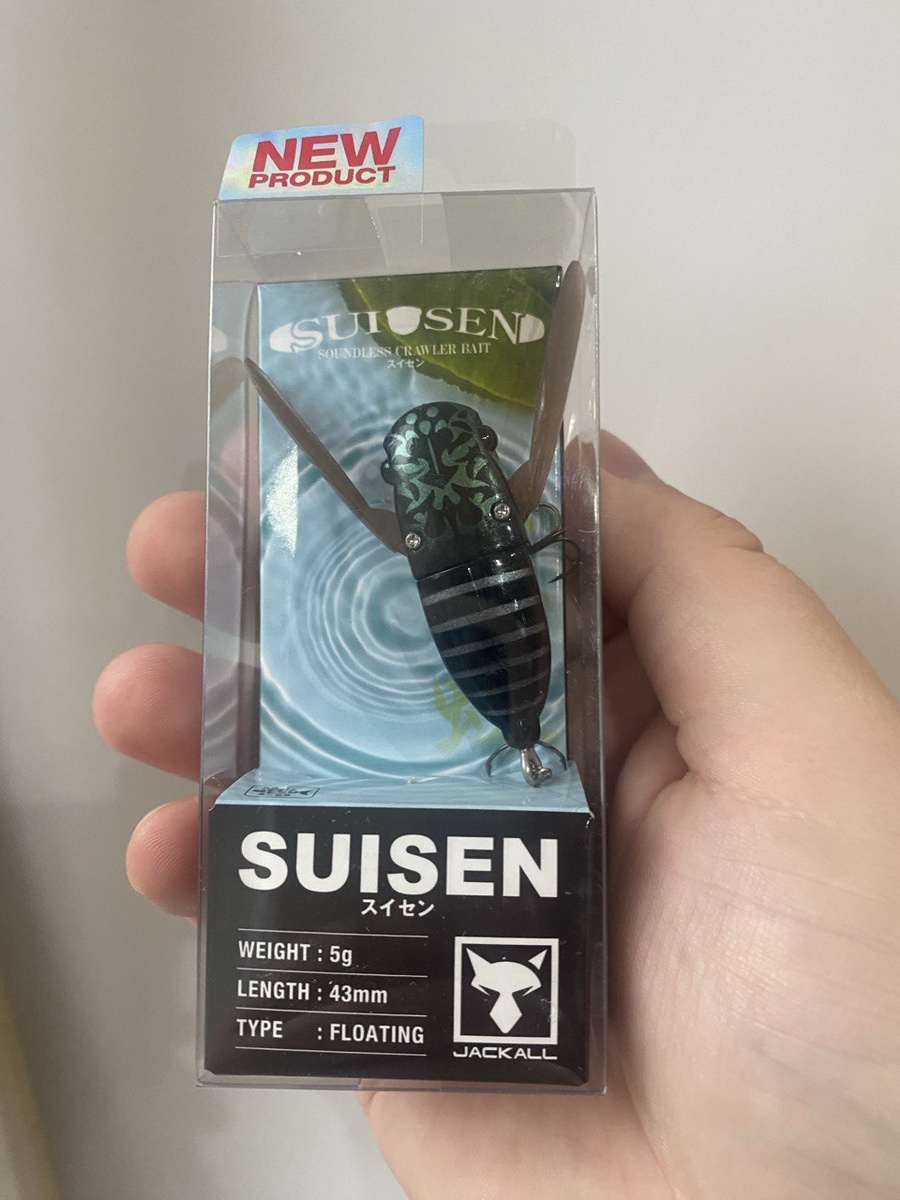 NEW
PRODUCT
SUISEN
SOUNDLESS CRAWLER BAIT
スイセン
SUISEN
スイセン
WEIGHT : 5g
LENGTH : 43mm
TYPE : FLOATING
JACKALL